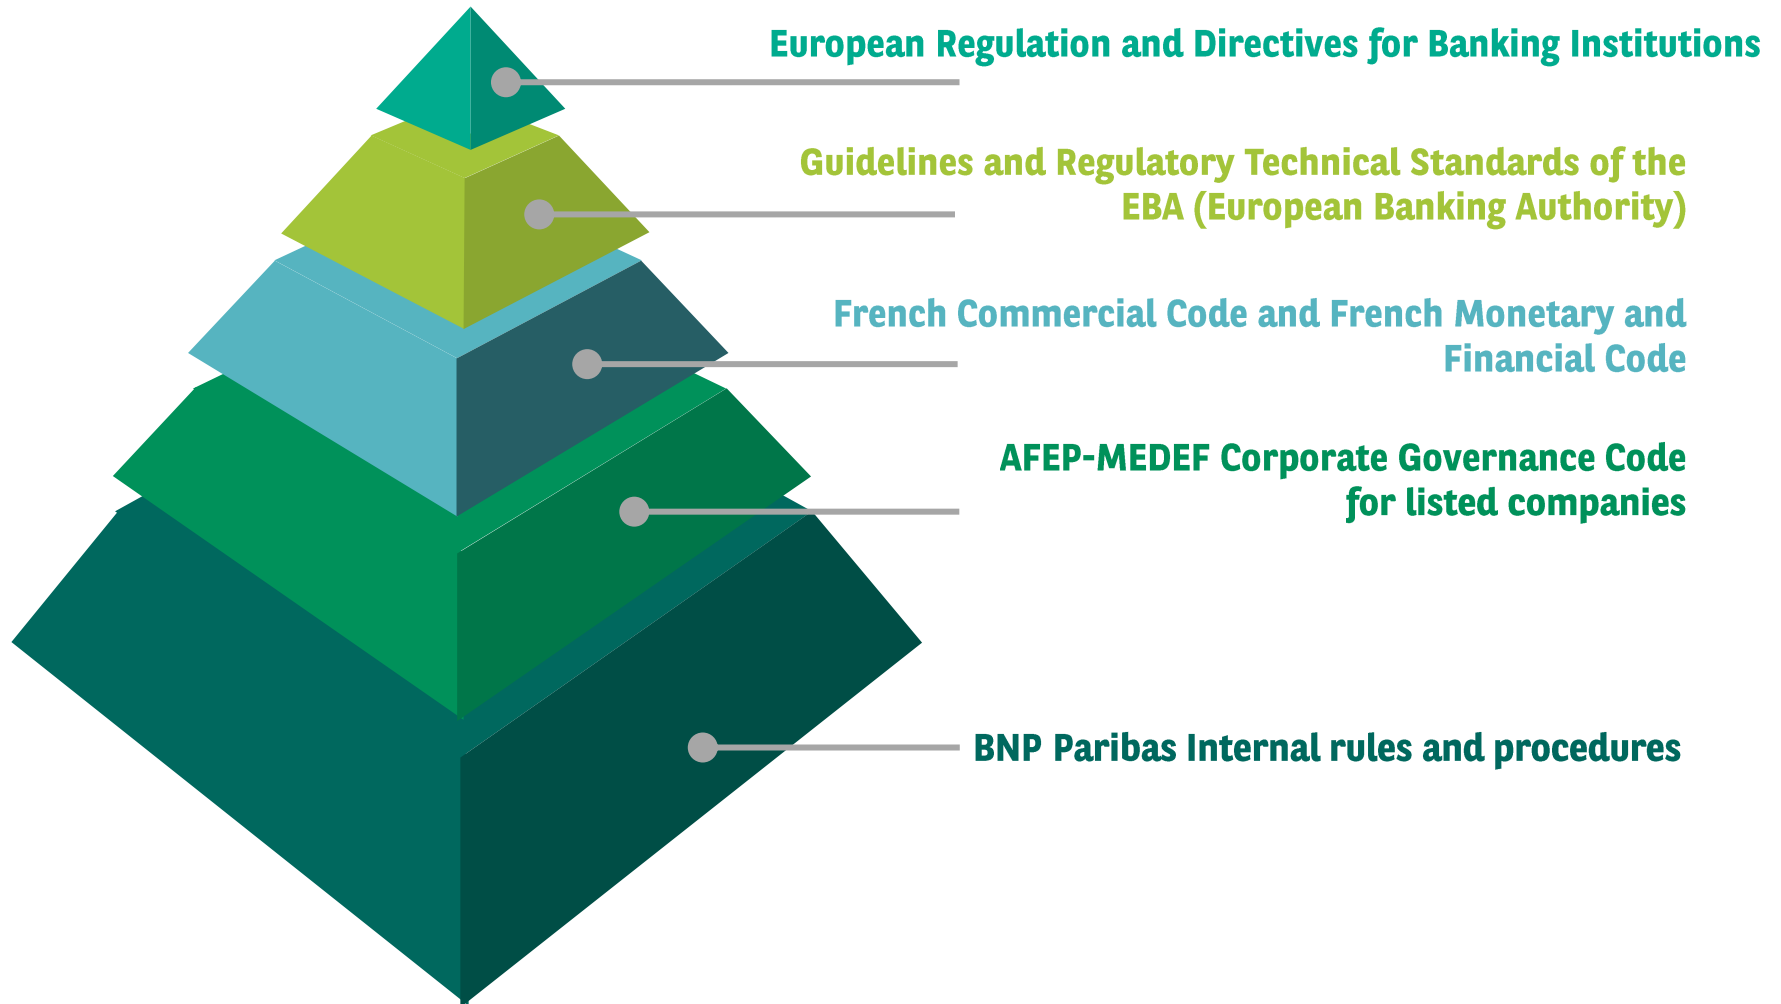 European Regulation and Directives for Banking Institutions
Guidelines and Regulatory Technical Standards of the
EBA (European Banking Authority)
French Commercial Code and French Monetary and
Financial Code
AFEP-MEDEF Corporate Governance Code
for listed companies
BNP Paribas Internal rules and procedures